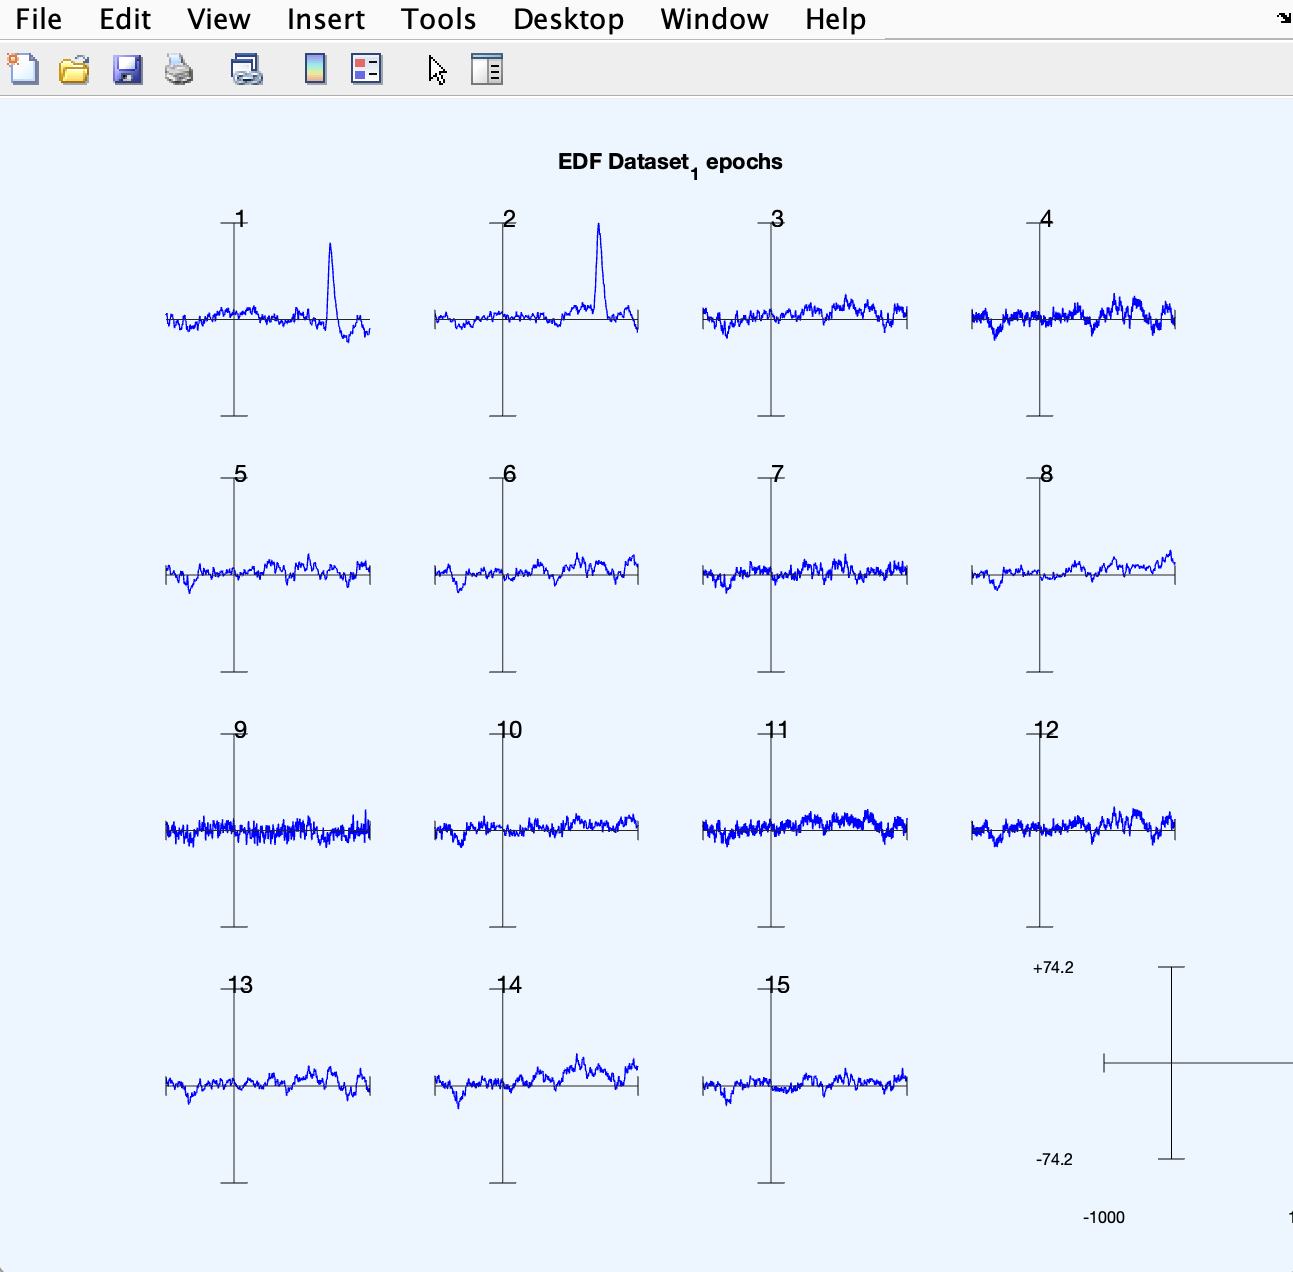 File Edit View Insert Tools Desktop Window Help
EDF Dataset1 epochs
1 2 3 4
5 6 7 8
9 10 11 12
13 14 15
+74.2
-74.2
-1000